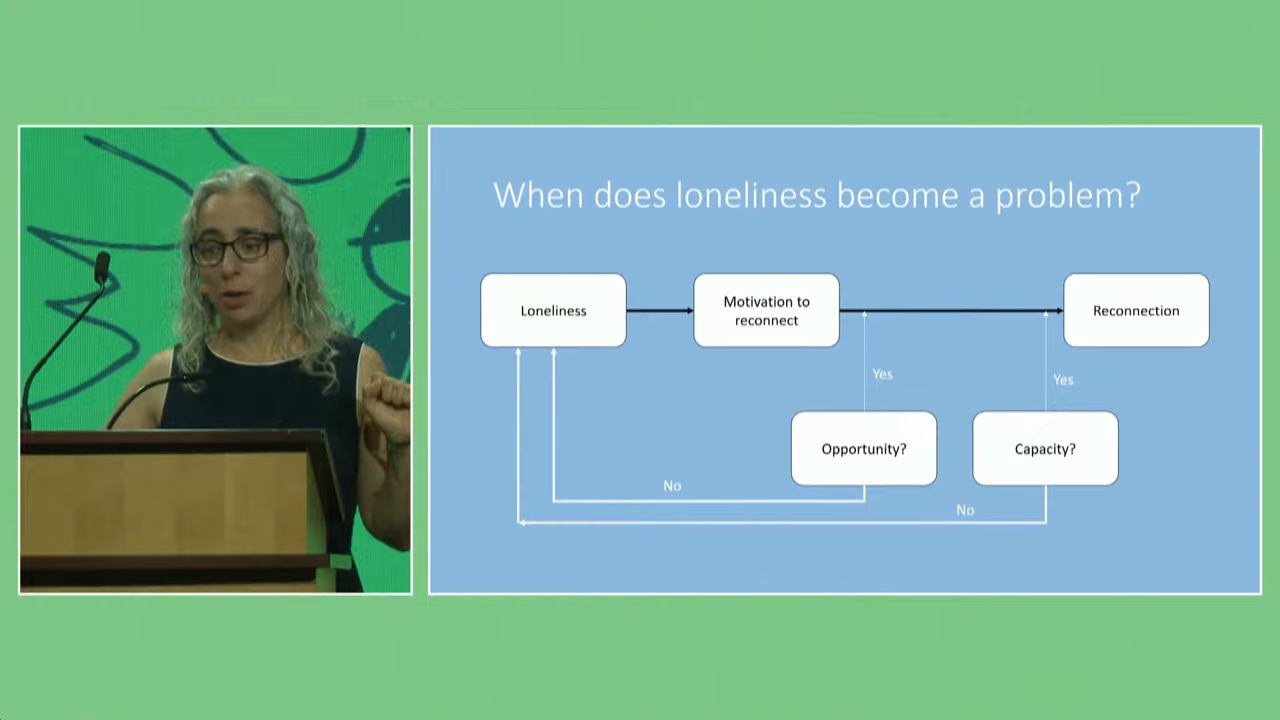 When does loneliness become a problem?
Loneliness
Motivation to
reconnect
Reconnection
Yes
Yes
Opportunity?
Capacity?
No
No